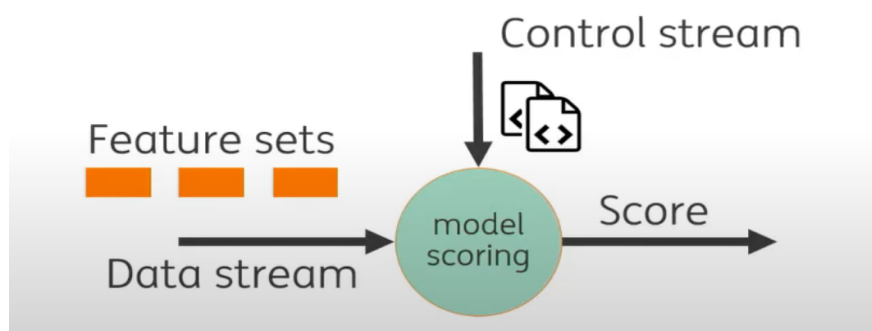 Control stream
Feature sets
model
scoring
Score
Data stream